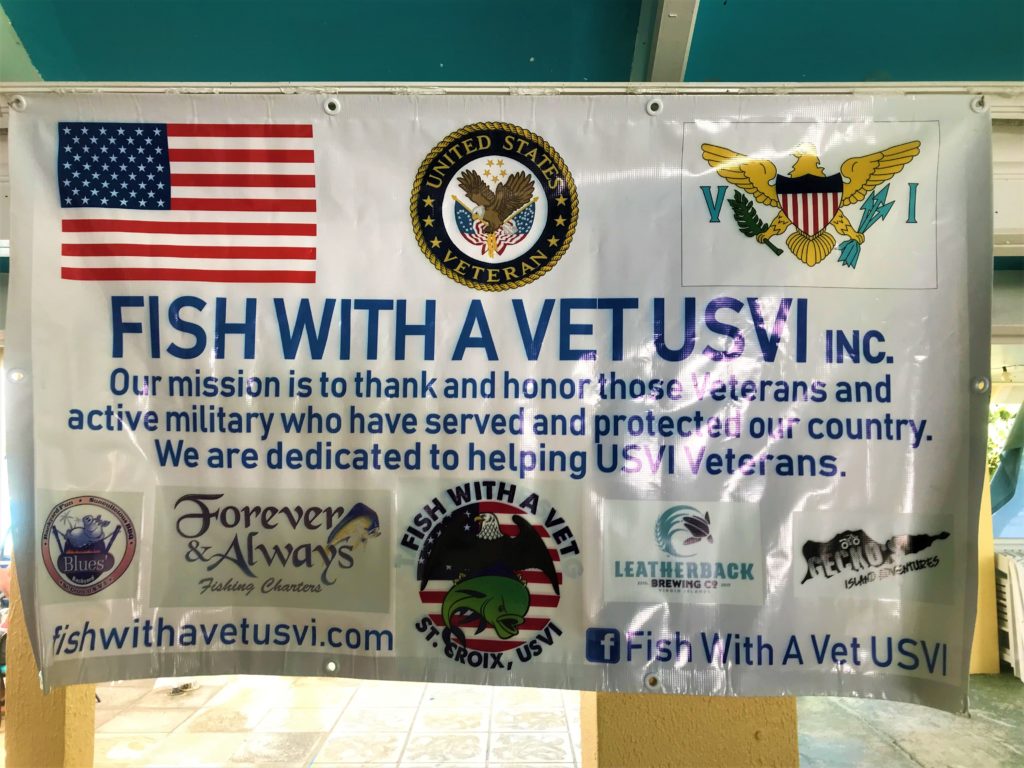 UNITED STATES
VETERAN
V I
FISH WITH A VET USVI INC.
Our mission is to thank and honor those Veterans and
active military who have served and protected our country.
We are dedicated to helping USVI Veterans.
Blues
Backyard
Forever
& Always
Fishing Charters
FISH WITH A VET
ST. CROIX, USVI
LEATHERBACK
BREWING CO
VIRGIN ISLANDS
GECKO'S
ISLAND ADVENTURES
fishwithavetusvi.com
f Fish With A Vet USVI